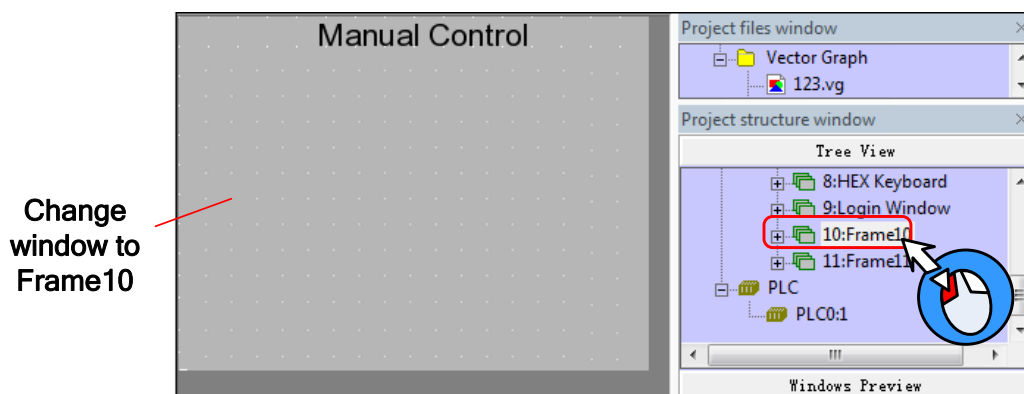 Manual Control
Change
window to
Frame10
Project files window
Vector Graph
123.vg
Project structure window
Tree View
8:HEX Keyboard
9:Login Window
10:Frame10
11:Frame11
PLC
PLC0:1
Windows Preview